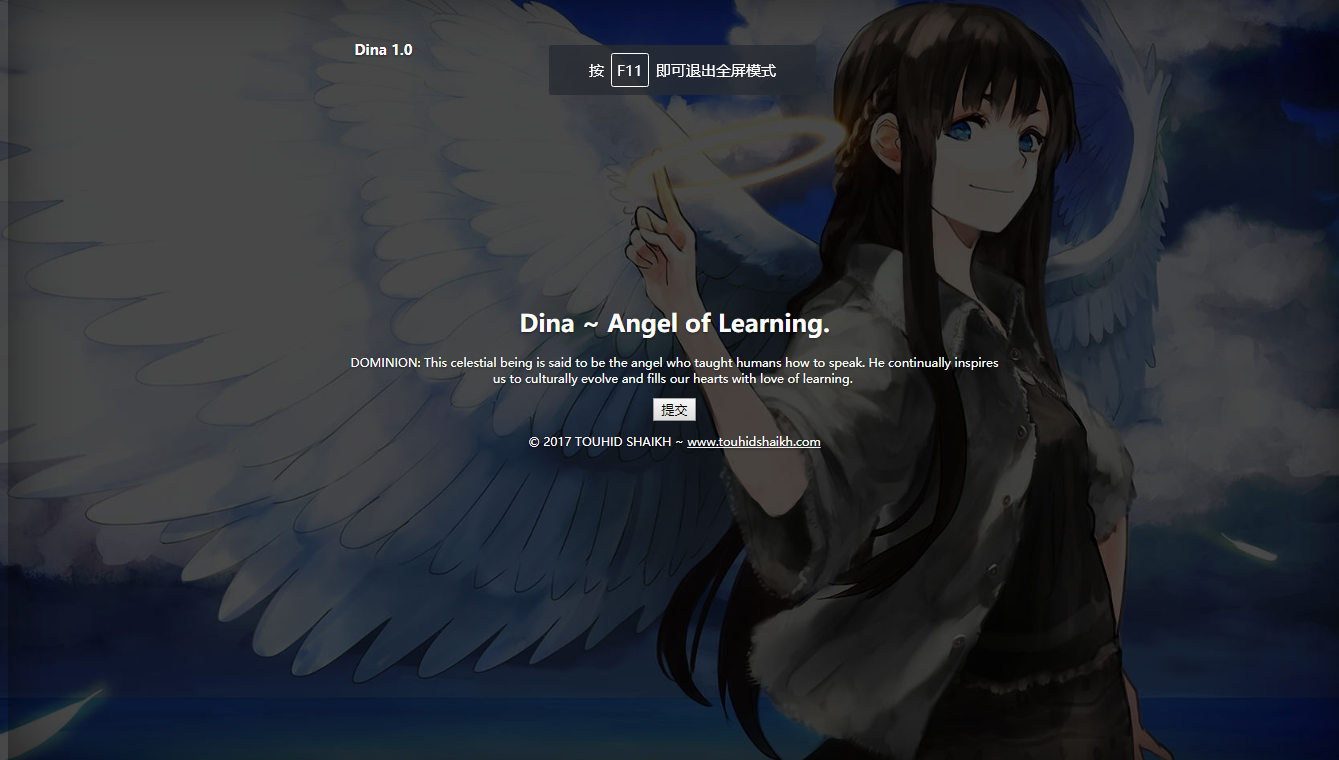 Dina 1.0
按 F11 即可退出全屏模式
Dina ~ Angel of Learning.
DOMINION: This celestial being is said to be the angel who taught humans how to speak. He continually inspires
us to culturally evolve and fills our hearts with love of learning.
提交
© 2017 TOUHID SHAIKH ~ www.touhidshaikh.com